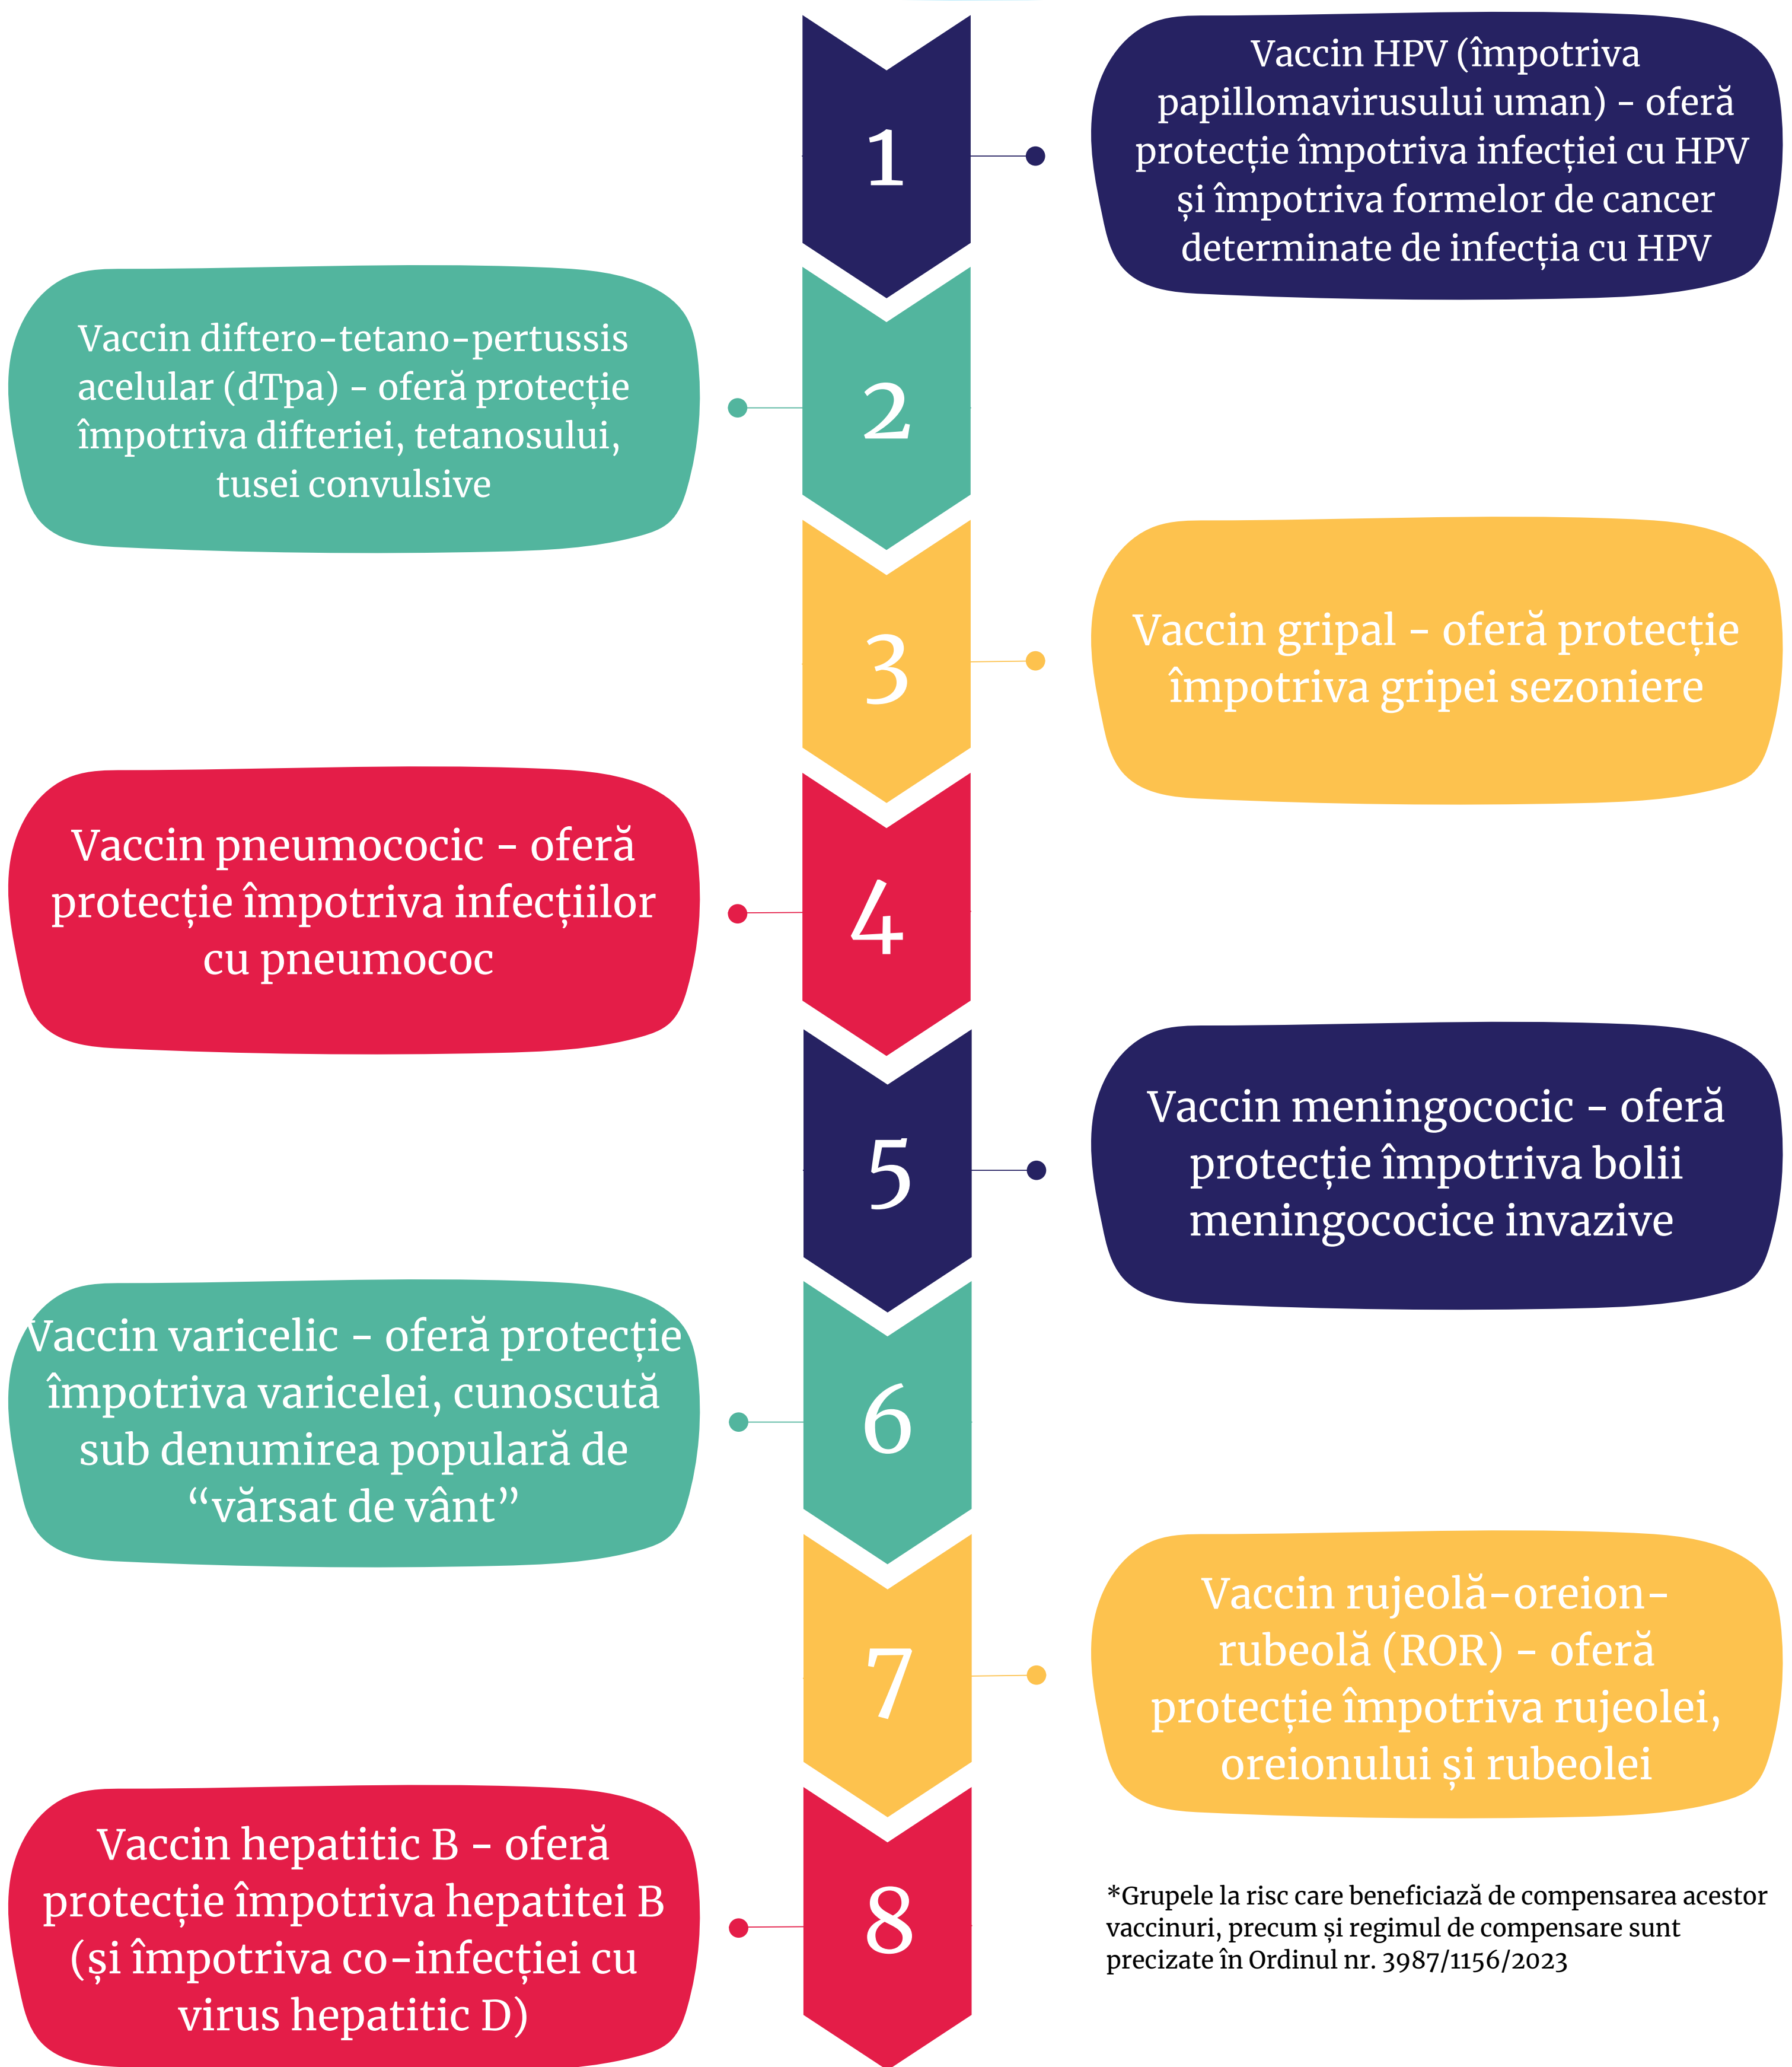 1
Vaccin HPV (împotriva
papillomavirusului uman) - oferă
protecție împotriva infecției cu HPV
și împotriva formelor de cancer
determinate de infecția cu HPV
2
Vaccin diftero-tetano-pertussis
acelular (dTpa) - oferă protecție
împotriva difteriei, tetanosului,
tusei convulsive
3
Vaccin gripal - oferă protecție
împotriva gripei sezoniere
4
Vaccin pneumococic - oferă
protecție împotriva infecțiilor
cu pneumococ
5
Vaccin meningococic - oferă
protecție împotriva bolii
meningococice invazive
6
Vaccin varicelic - oferă protecție
împotriva varicelei, cunoscută
sub denumirea populară de
“vărsat de vânt”
7
Vaccin rujeolă-oreion-
rubeolă (ROR) - oferă
protecție împotriva rujeolei,
oreionului și rubeolei
8
Vaccin hepatitic B - oferă
protecție împotriva hepatitei B
(și împotriva co-infecției cu
virus hepatitic D)
*Grupele la risc care beneficiază de compensarea acestor
vaccinuri, precum și regimul de compensare sunt
precizate în Ordinul nr. 3987/1156/2023